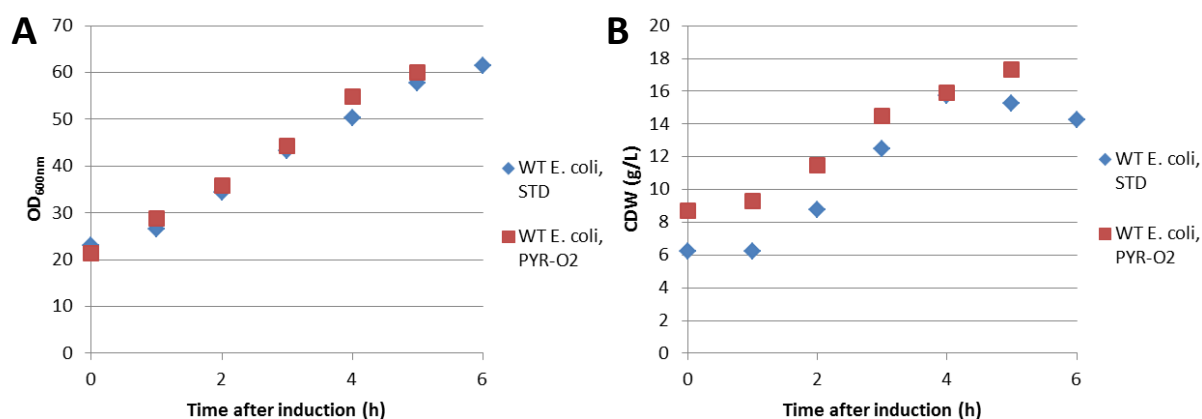 A
70
60
50
40
30
20
10
0
OD600nm
0 2 4 6
Time after induction (h)
WT E. coli,
STD
WT E. coli,
PYR-O2
B
20
18
16
14
12
10
8
6
4
2
0
CDW (g/L)
0 2 4 6
Time after induction (h)
WT E. coli,
STD
WT E. coli,
PYR-O2